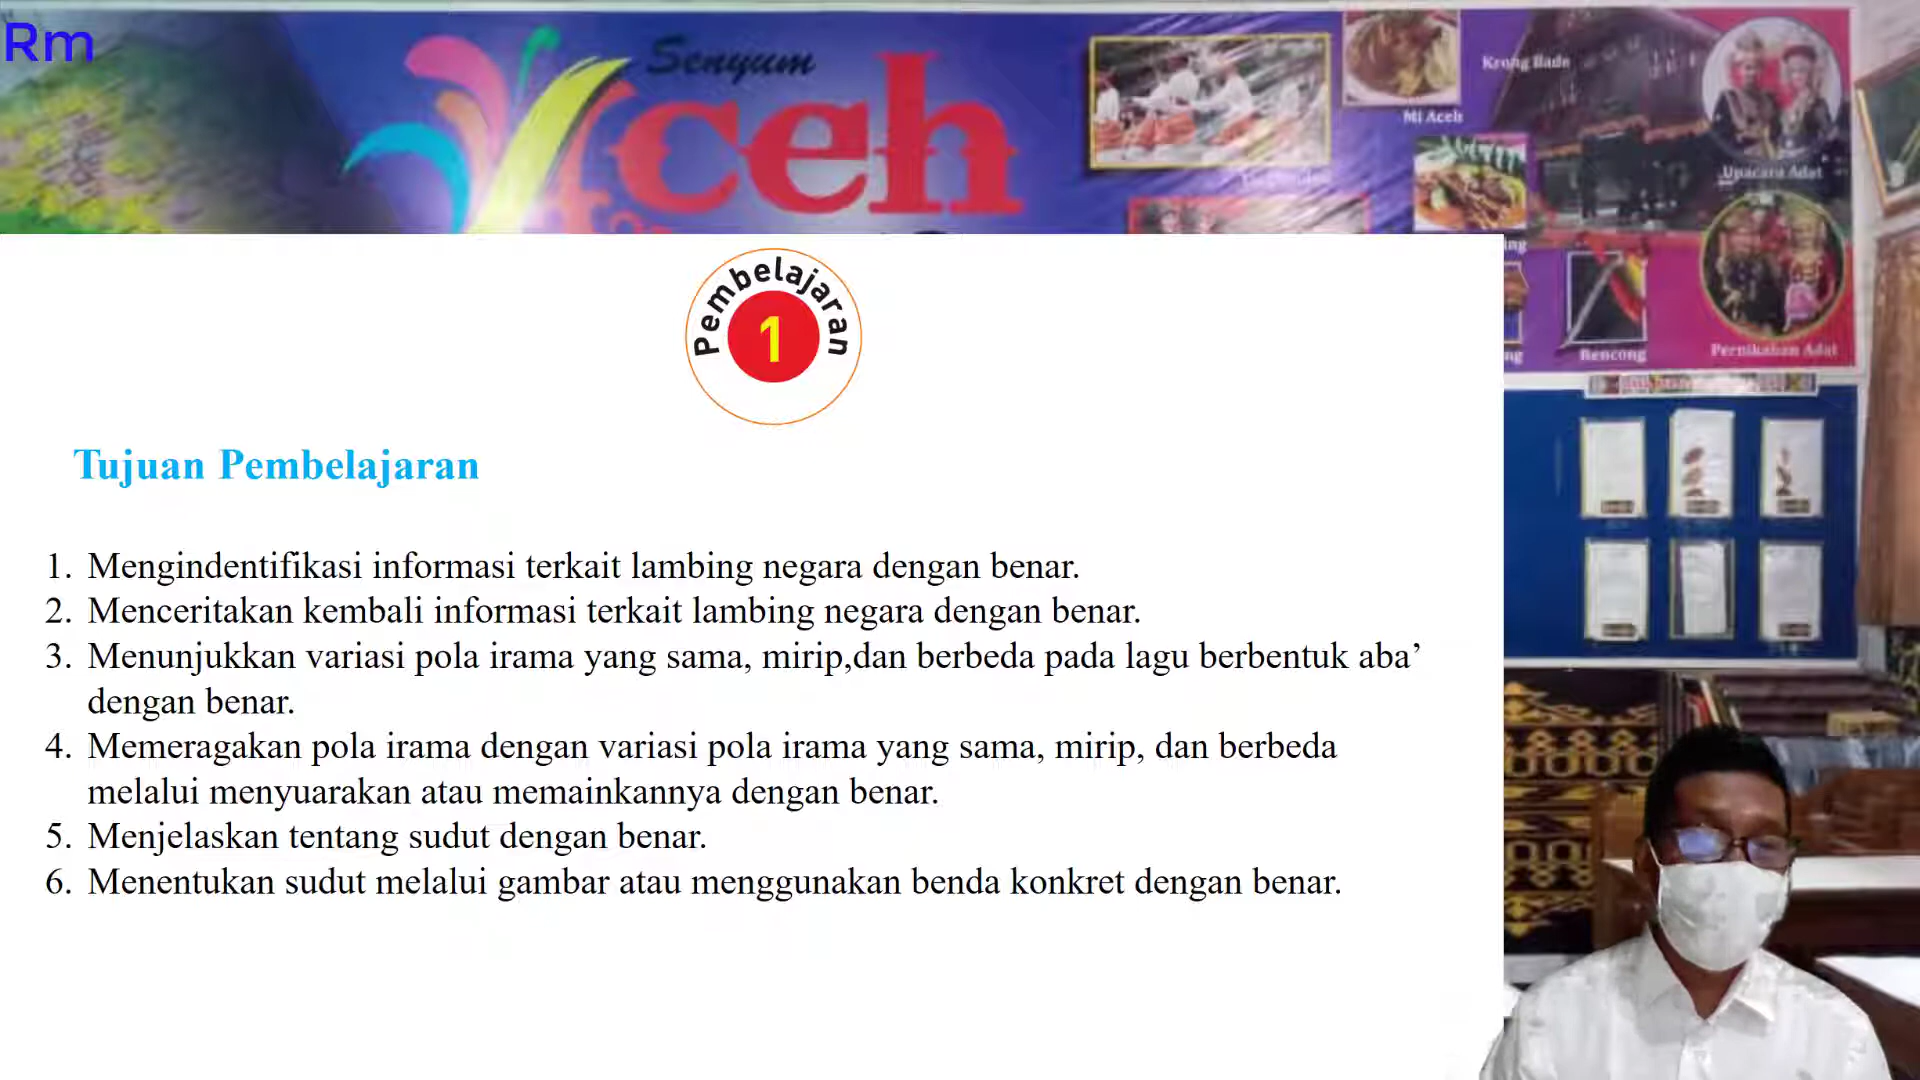 Rm
Senyum
Aceh
Krong Bade
Mi Aceh
Upacara Adat
Rencong
Pernikahan Adat
Pembelajaran
1
Tujuan Pembelajaran
1. Mengindentifikasi informasi terkait lambing negara dengan benar.
2. Menceritakan kembali informasi terkait lambing negara dengan benar.
3. Menunjukkan variasi pola irama yang sama, mirip,dan berbeda pada lagu berbentuk aba’
dengan benar.
4. Memeragakan pola irama dengan variasi pola irama yang sama, mirip, dan berbeda
melalui menyuarakan atau memainkannya dengan benar.
5. Menjelaskan tentang sudut dengan benar.
6. Menentukan sudut melalui gambar atau menggunakan benda konkret dengan benar.